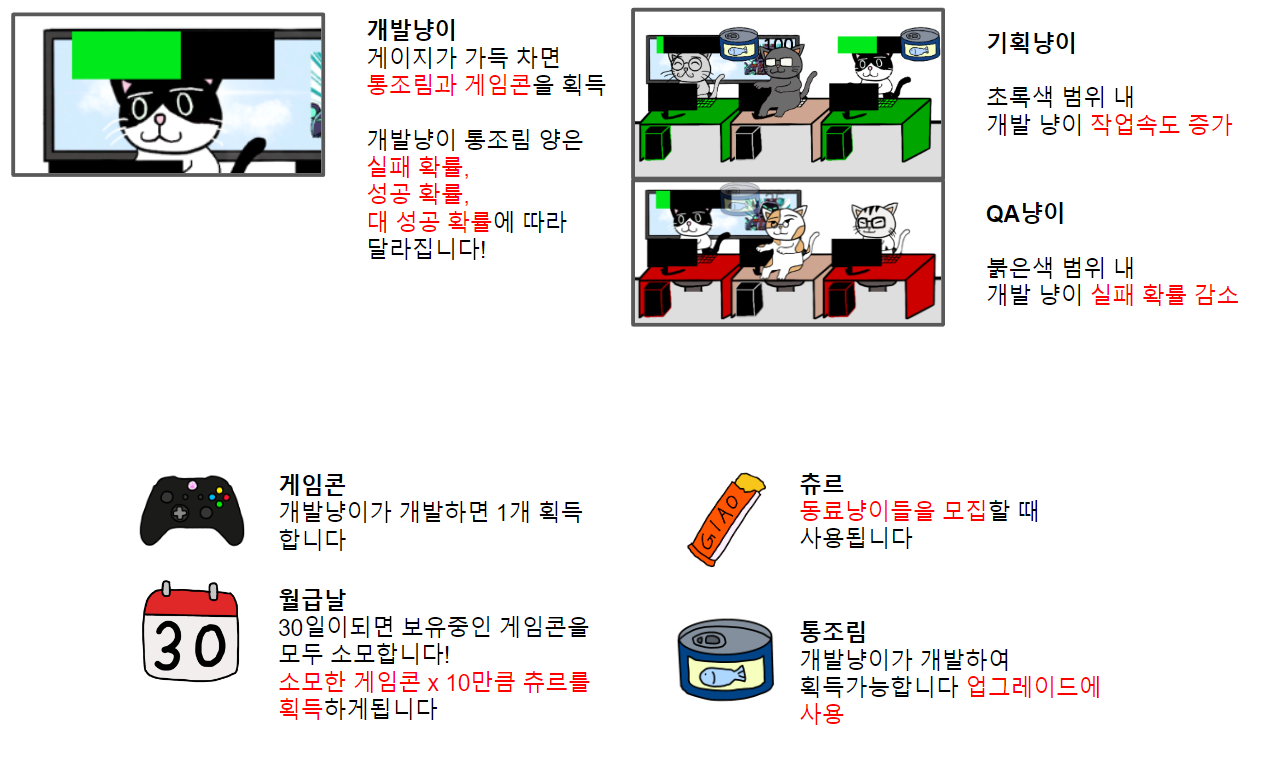 개발냥이
게이지가 가득 차면
통조림과 게임콘을 획득
개발냥이 통조림 양은
실패 확률,
성공 확률,
대 성공 확률에 따라
달라집니다!
기획냥이
초록색 범위 내
개발 냥이 작업속도 증가
QA냥이
붉은색 범위 내
개발 냥이 실패 확률 감소
게임콘
개발냥이가 개발하면 1개 획득
합니다
월급날
30일이되면 보유중인 게임콘을
모두 소모합니다!
소모한 게임콘 x 10만큼 츄르를
획득하게됩니다
30
츄르
동료냥이들을 모집할 때
사용됩니다
GIAO
통조림
개발냥이가 개발하여
획득가능합니다 업그레이드에
사용